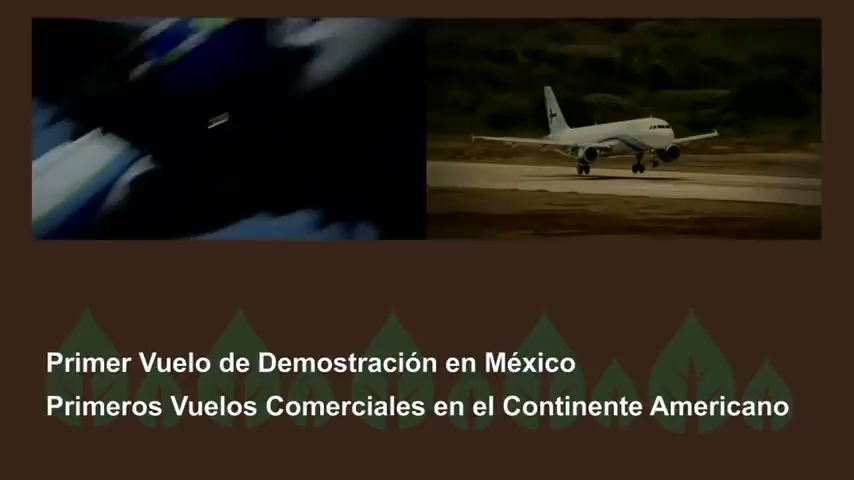 Primer Vuelo de Demostración en México
Primeros Vuelos Comerciales en el Continente Americano